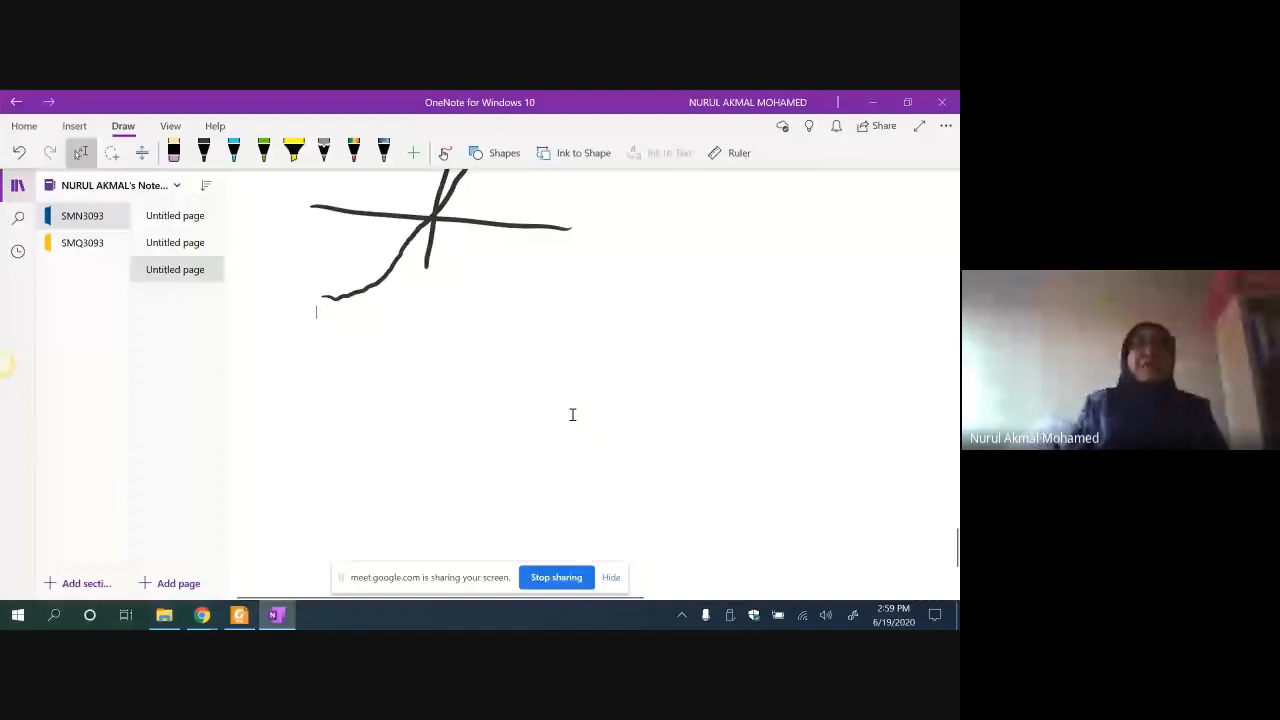 OneNote for Windows 10
NURUL AKMAL MOHAMED
Home Insert Draw View Help
Share
Shapes Ink to Shape Ink to Text Ruler
NURUL AKMAL's Note...
SMN3093
SMQ3093
Untitled page
Untitled page
Untitled page
Nurul Akmal Mohamed
Add secti... Add page
meet.google.com is sharing your screen. Stop sharing Hide
2:59 PM
6/19/2020